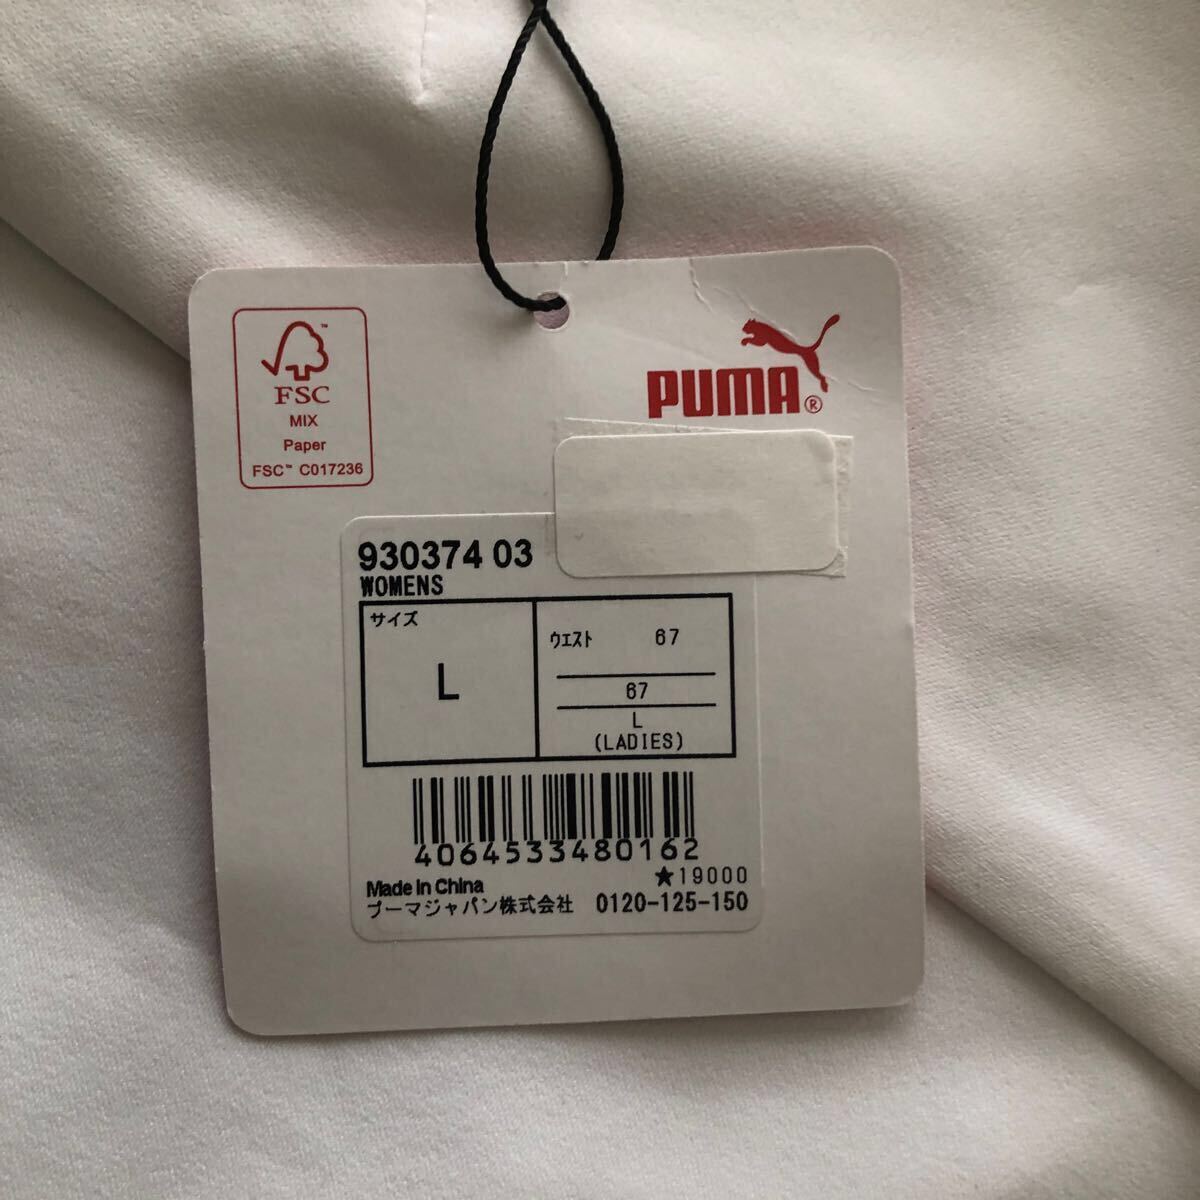 FSC™
MIX
Paper
FSC™ C017236
PUMA®
930374 03
WOMENS
サイズ
L
ウエスト 67
67
L
(LADIES)
4064533480162
★19000
Made in China
プーマジャパン株式会社 0120-125-150